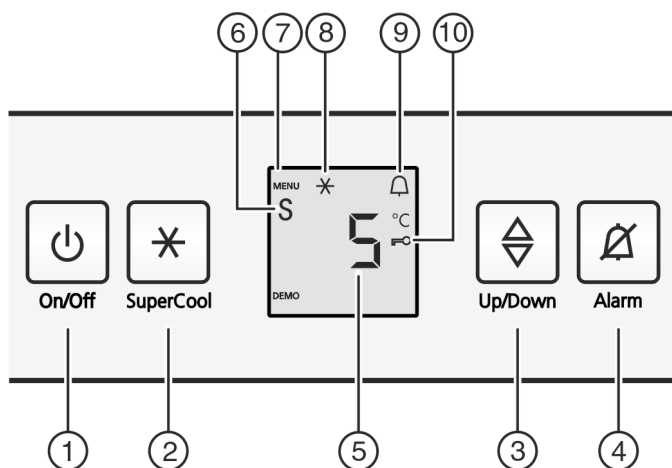 6 7 8 9 10
MENU
S
5 °C
DEMO
On/Off SuperCool Up/Down Alarm
1 2 5 3 4